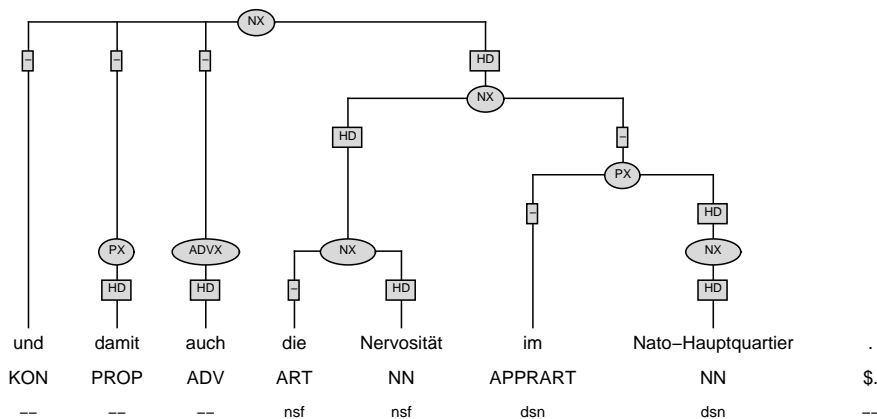 NX
– – – HD
NX
HD –
PX
– HD
PX ADVX NX NX
HD HD – HD HD
und damit auch die Nervosität im Nato−Hauptquartier .
KON PROP ADV ART NN APPRART NN $.
−− −− −− nsf nsf dsn dsn −−